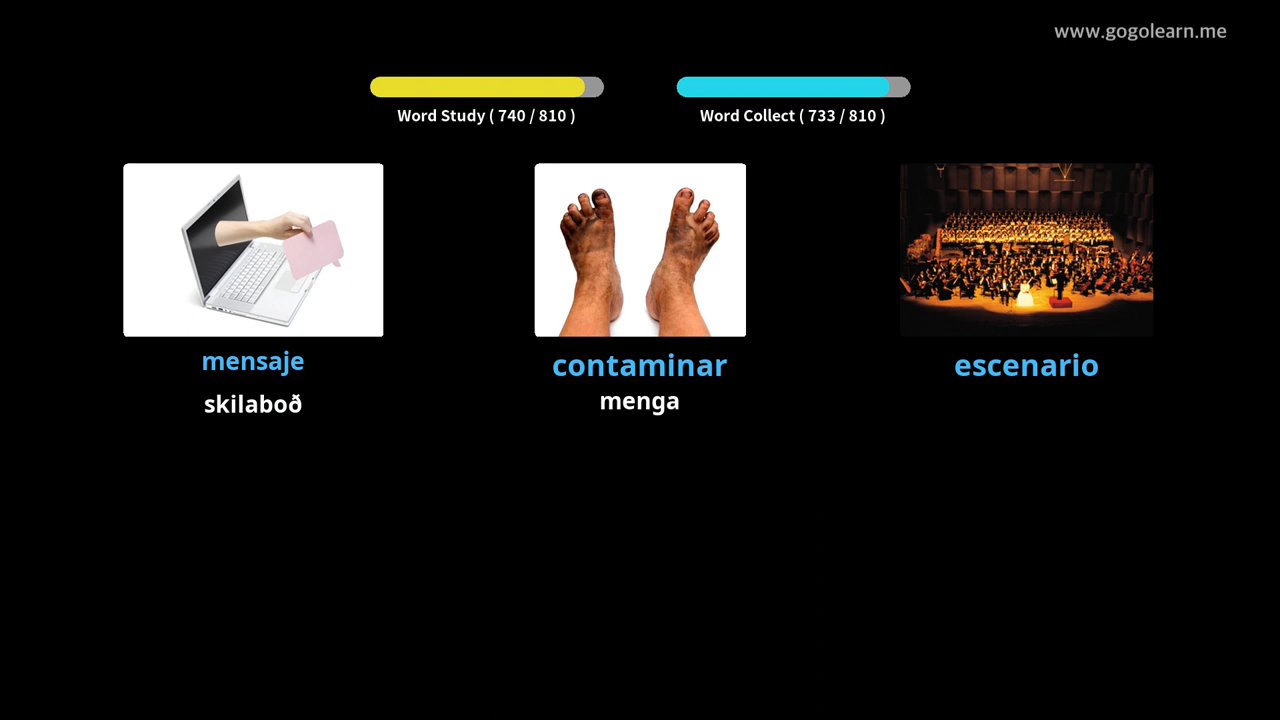 www.gogolearn.me
Word Study ( 740 / 810 )
Word Collect ( 733 / 810 )
mensaje
skilaboð
contaminar
menga
escenario